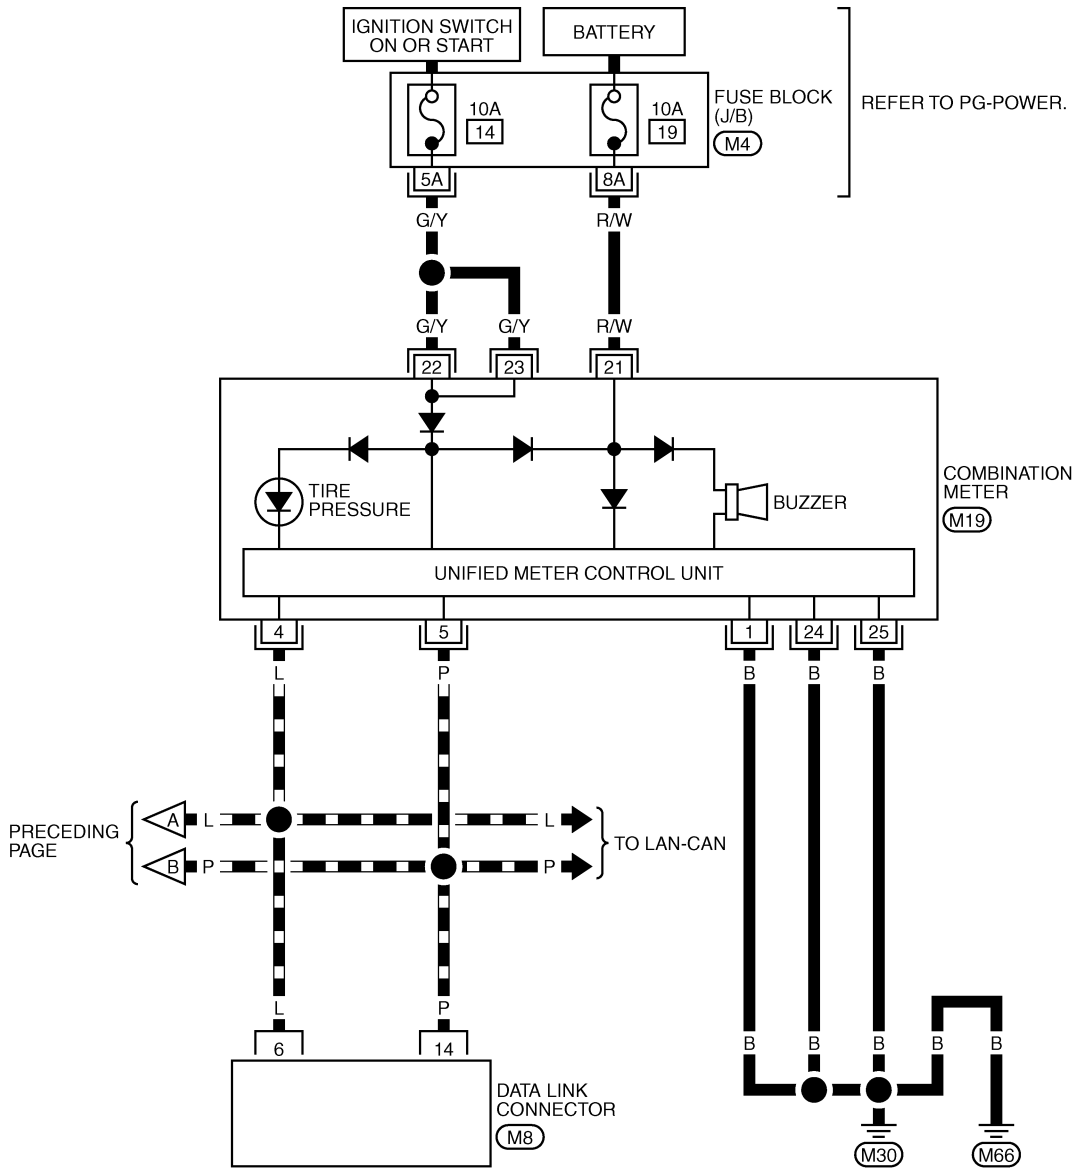 IGNITION SWITCH
ON OR START
BATTERY
10A
14
10A
19
FUSE BLOCK
(J/B)
M4
REFER TO PG-POWER.
5A
8A
G/Y
R/W
G/Y
G/Y
R/W
22
23
21
TIRE
PRESSURE
BUZZER
COMBINATION
METER
M19
UNIFIED METER CONTROL UNIT
4
5
1
24
25
L
P
B
B
B
PRECEDING
PAGE
A
L
L
B
P
P
TO LAN-CAN
L
P
B
B
B
B
B
6
14
DATA LINK
CONNECTOR
M8
M30
M66